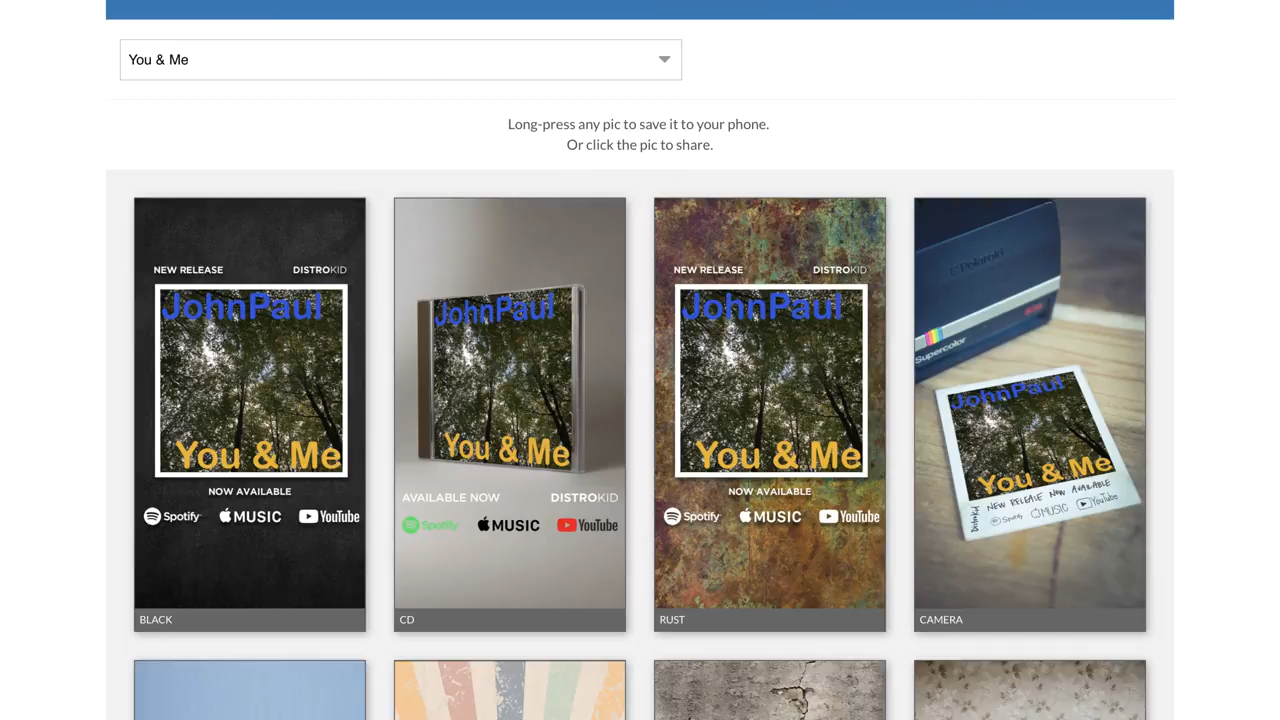 You & Me
Long-press any pic to save it to your phone.
Or click the pic to share.
NEW RELEASE DISTROKID
JohnPaul
You & Me
NOW AVAILABLE
Spotify MUSIC YouTube
BLACK
JohnPaul
You & Me
AVAILABLE NOW DISTROKID
Spotify MUSIC YouTube
CD
NEW RELEASE DISTROKID
JohnPaul
You & Me
NOW AVAILABLE
Spotify MUSIC YouTube
RUST
Polaroid
Supercolor
JohnPaul
You & Me
DistroKid
NEW RELEASE NOW AVAILABLE
Spotify MUSIC YouTube
CAMERA